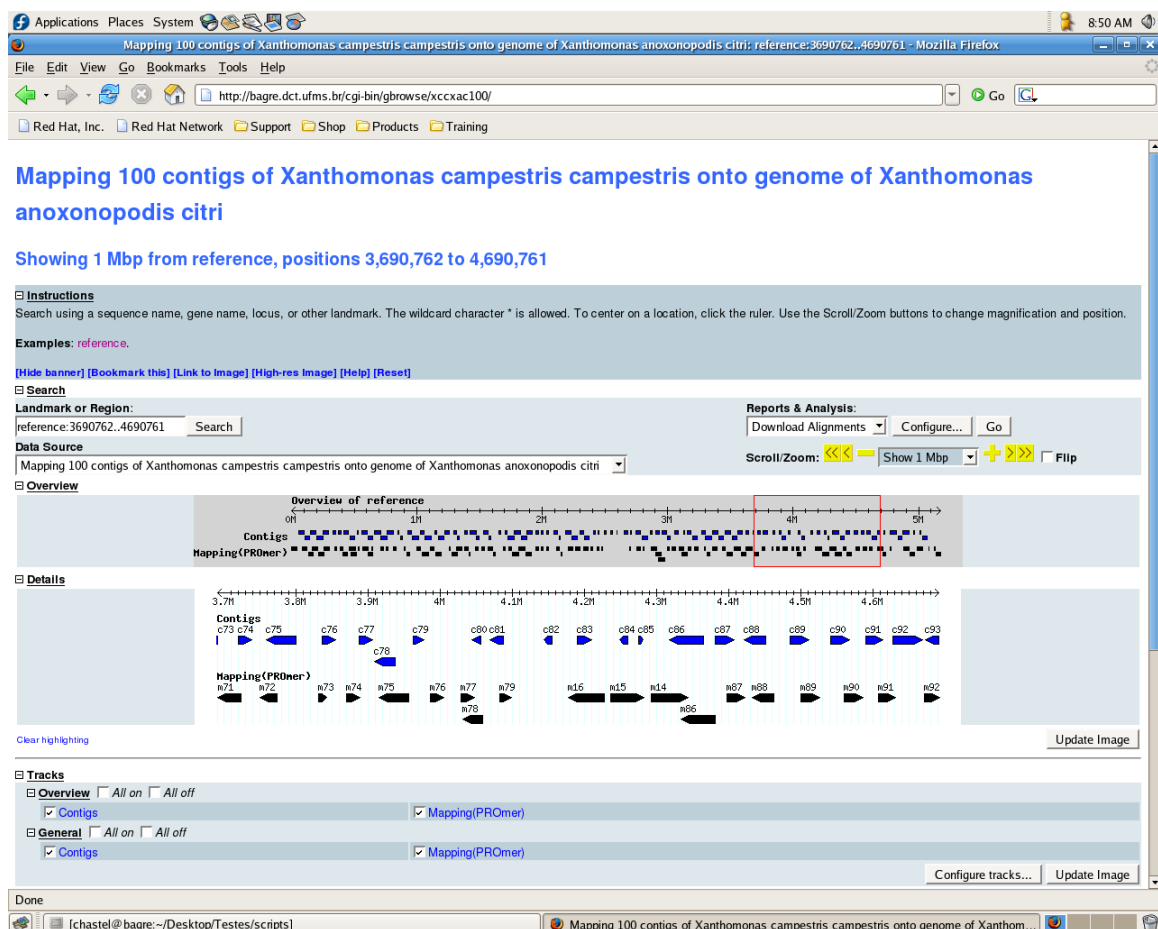 Applications Places System 8:50 AM
Mapping 100 contigs of Xanthomonas campestris campestris onto genome of Xanthomonas anoxonopodis citri: reference:3690762..4690761 - Mozilla Firefox
File Edit View Go Bookmarks Tools Help
http://bagre.dct.ufms.br/cgi-bin/gbrowse/xccxac100/ Go
Red Hat, Inc. Red Hat Network Support Shop Products Training
Mapping 100 contigs of Xanthomonas campestris campestris onto genome of Xanthomonas
anoxonopodis citri
Showing 1 Mbp from reference, positions 3,690,762 to 4,690,761
Instructions
Search using a sequence name, gene name, locus, or other landmark. The wildcard character * is allowed. To center on a location, click the ruler. Use the Scroll/Zoom buttons to change magnification and position.
Examples: reference.
[Hide banner] [Bookmark this] [Link to Image] [High-res Image] [Help] [Reset]
Search
Landmark or Region: Reports & Analysis:
reference:3690762..4690761 Search Download Alignments Configure... Go
Data Source
Mapping 100 contigs of Xanthomonas campestris campestris onto genome of Xanthomonas anoxonopodis citri Scroll/Zoom: << < Show 1 Mbp > >> Flip
Overview
Overview of reference
0M 1M 2M 3M 4M 5M
Contigs
Mapping(PROmer)
Details
3.7M 3.8M 3.9M 4M 4.1M 4.2M 4.3M 4.4M 4.5M 4.6M
Contigs
c73 c74 c75 c76 c77 c79 c80 c81 c82 c83 c84 c85 c86 c87 c88 c89 c90 c91 c92 c93
c78
Mapping(PROmer)
m71 m72 m73 m74 m75 m76 m77 m79 m16 m15 m14 m87 m88 m89 m90 m91 m92
m78 m86
Clear highlighting Update Image
Tracks
Overview All on All off
Contigs Mapping(PROmer)
General All on All off
Contigs Mapping(PROmer)
Configure tracks... Update Image
Done
[chastel@bagre:~/Desktop/Testes/scripts] Mapping 100 contigs of Xanthomonas campestris campestris onto genome of Xanthom...